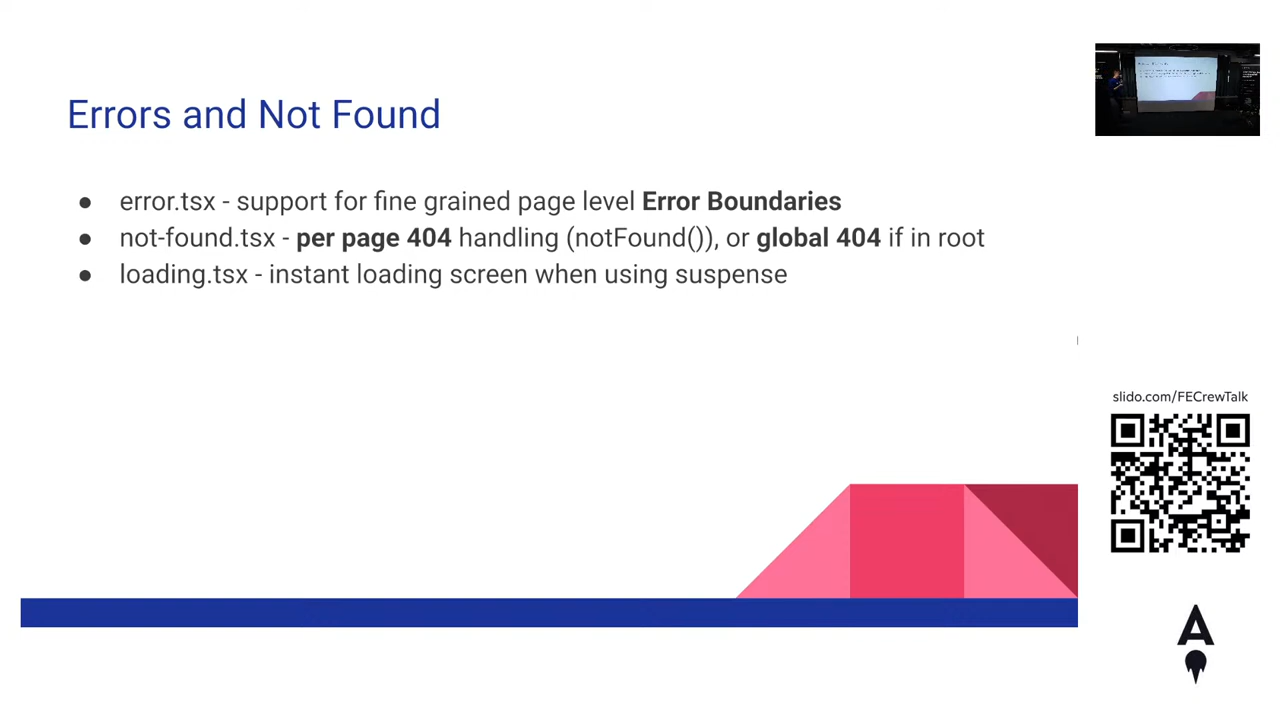 Errors and Not Found
● error.tsx - support for fine grained page level Error Boundaries
● not-found.tsx - per page 404 handling (notFound()), or global 404 if in root
● loading.tsx - instant loading screen when using suspense
slido.com/FECrewTalk